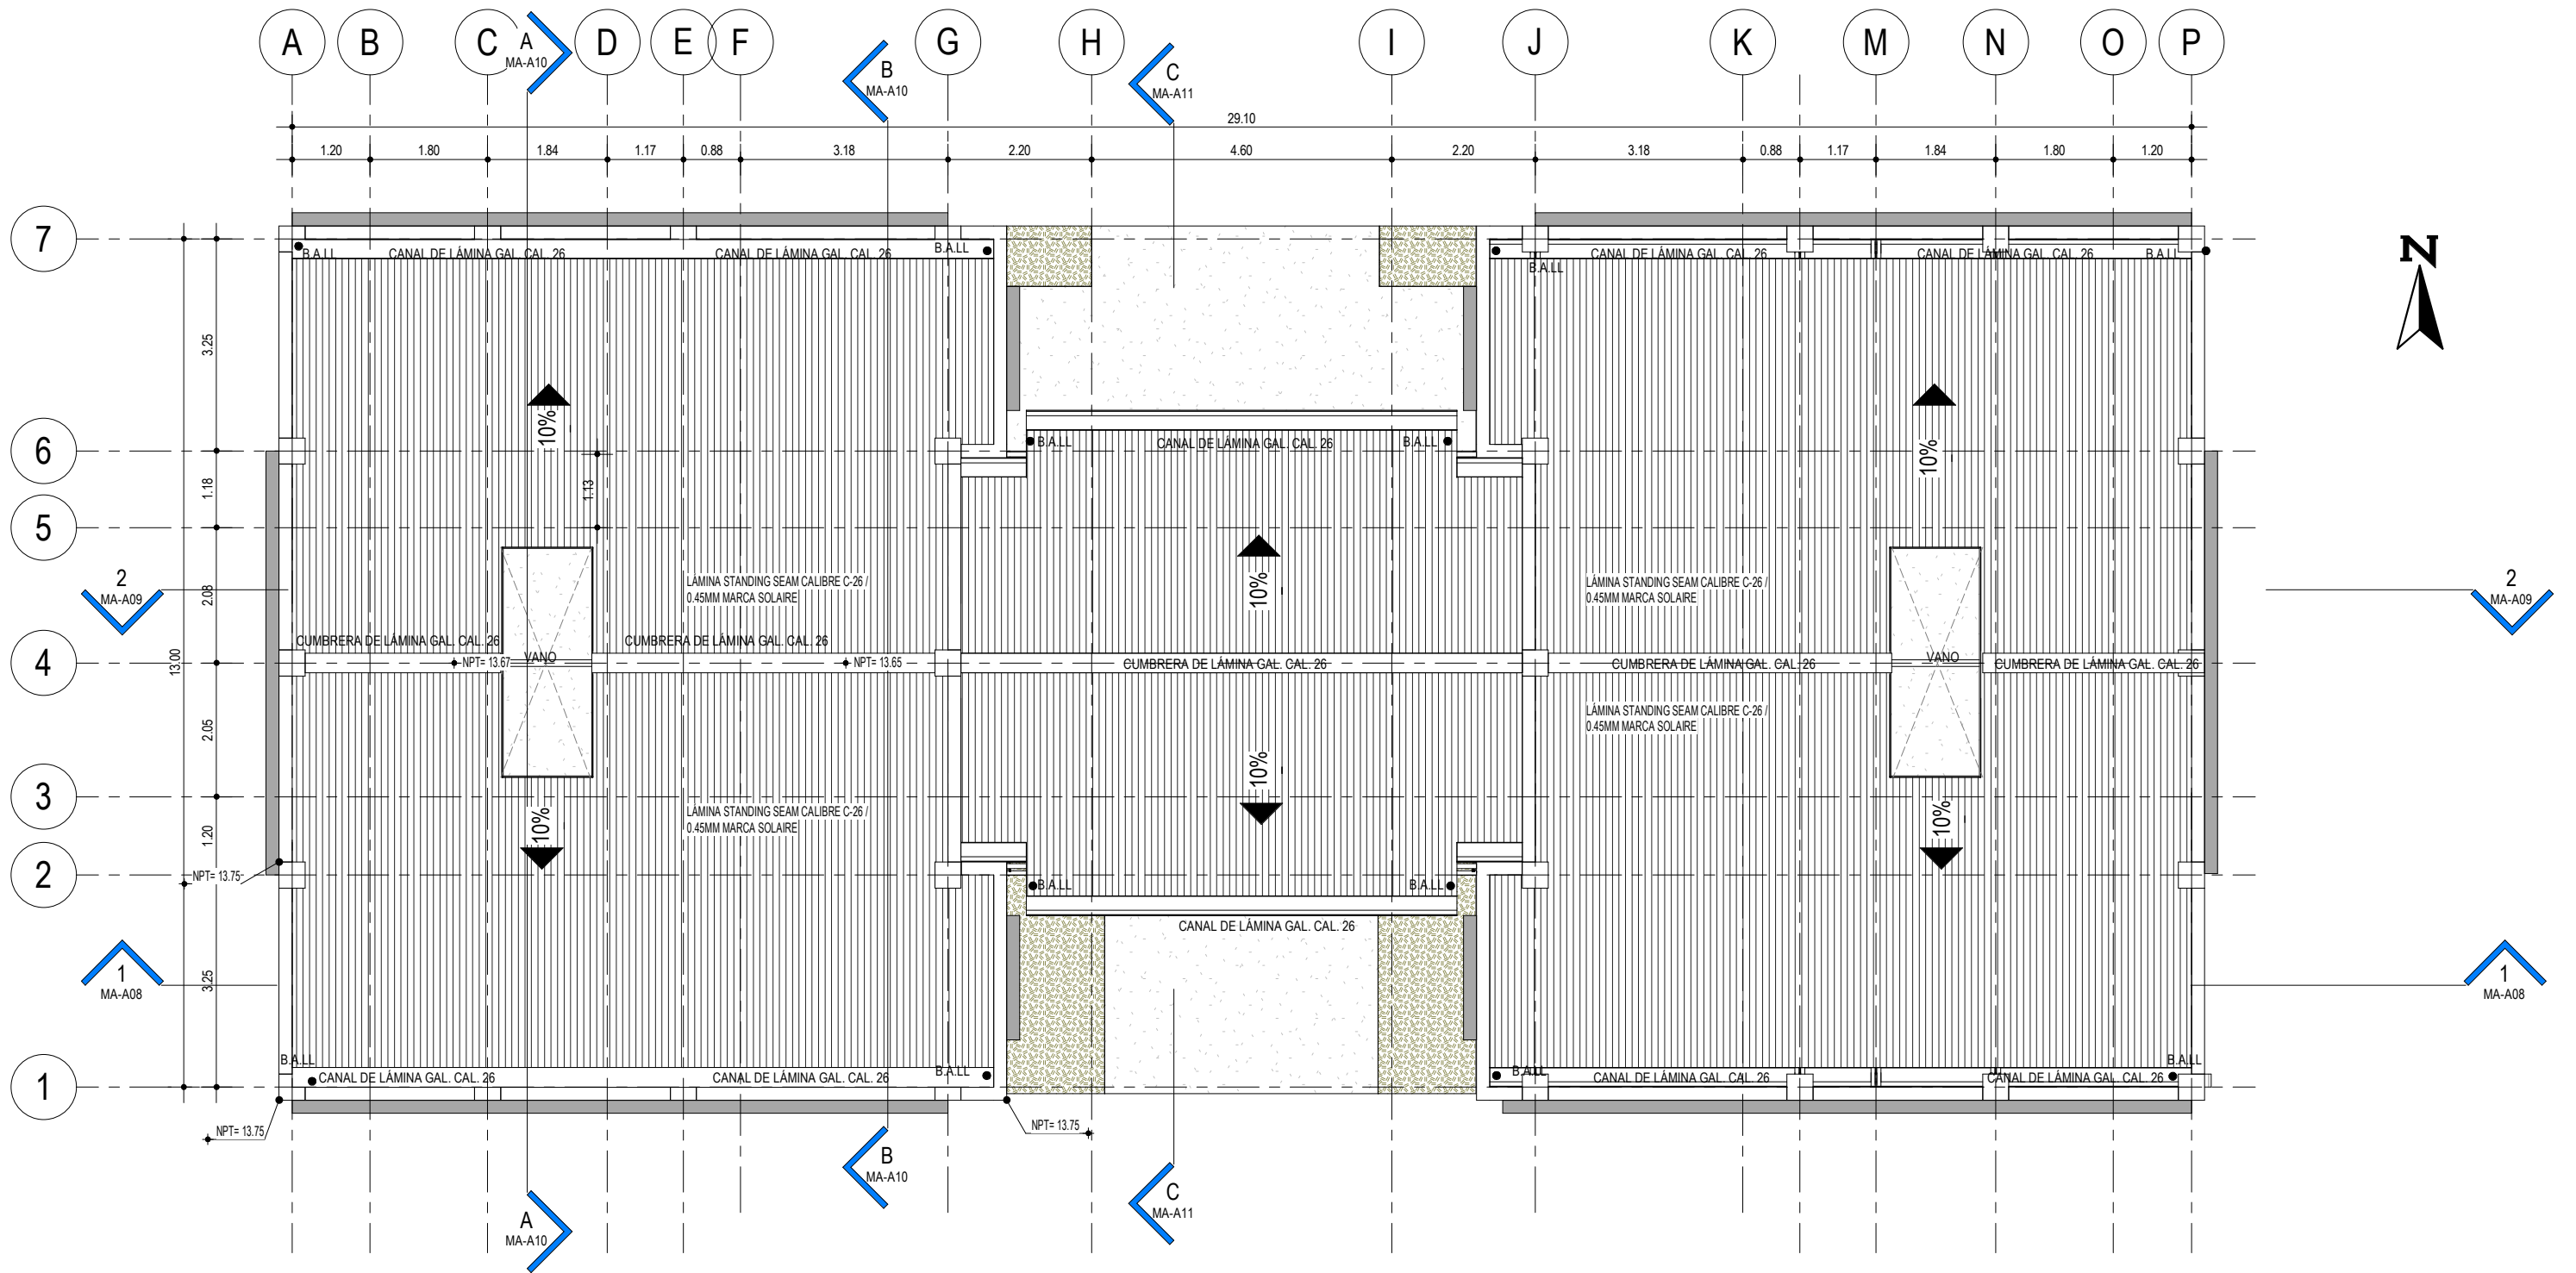 A B C D E F G H I J K M N O P
A
MA-A10
B
MA-A10
C
MA-A11
29.10
1.20 1.80 1.84 1.17 0.88 3.18 2.20 4.60 2.20 3.18 0.88 1.17 1.84 1.80 1.20
7
B.A.LL CANAL DE LÁMINA GAL. CAL. 26 CANAL DE LÁMINA GAL. CAL. 26 B.A.LL
B.A.LL CANAL DE LÁMINA GAL. CAL. 26 CANAL DE LÁMINA GAL. CAL. 26 B.A.LL
N
3.25
10%
10%
6
B.A.LL CANAL DE LÁMINA GAL. CAL. 26 B.A.LL
1.18
1.13
5
2
MA-A09
2.08
LÁMINA STANDING SEAM CALIBRE C-26 /
0.45MM MARCA SOLAIRE
10%
LÁMINA STANDING SEAM CALIBRE C-26 /
0.45MM MARCA SOLAIRE
2
MA-A09
CUMBRERA DE LÁMINA GAL. CAL. 26 CUMBRERA DE LÁMINA GAL. CAL. 26
4
13.00
NPT= 13.67 VANO NPT= 13.65 CUMBRERA DE LÁMINA GAL. CAL. 26 CUMBRERA DE LÁMINA GAL. CAL. 26 VANO CUMBRERA DE LÁMINA GAL. CAL. 26
2.05
LÁMINA STANDING SEAM CALIBRE C-26 /
0.45MM MARCA SOLAIRE
10%
3
1.20
10%
LÁMINA STANDING SEAM CALIBRE C-26 /
0.45MM MARCA SOLAIRE
10%
2
NPT= 13.75
B.A.LL B.A.LL
CANAL DE LÁMINA GAL. CAL. 26
1
MA-A08
3.25
1
MA-A08
B.A.LL
1
CANAL DE LÁMINA GAL. CAL. 26 CANAL DE LÁMINA GAL. CAL. 26 B.A.LL
B.A.LL CANAL DE LÁMINA GAL. CAL. 26 CANAL DE LÁMINA GAL. CAL. 26 B.A.LL
NPT= 13.75
NPT= 13.75
B
MA-A10
C
MA-A11
A
MA-A10